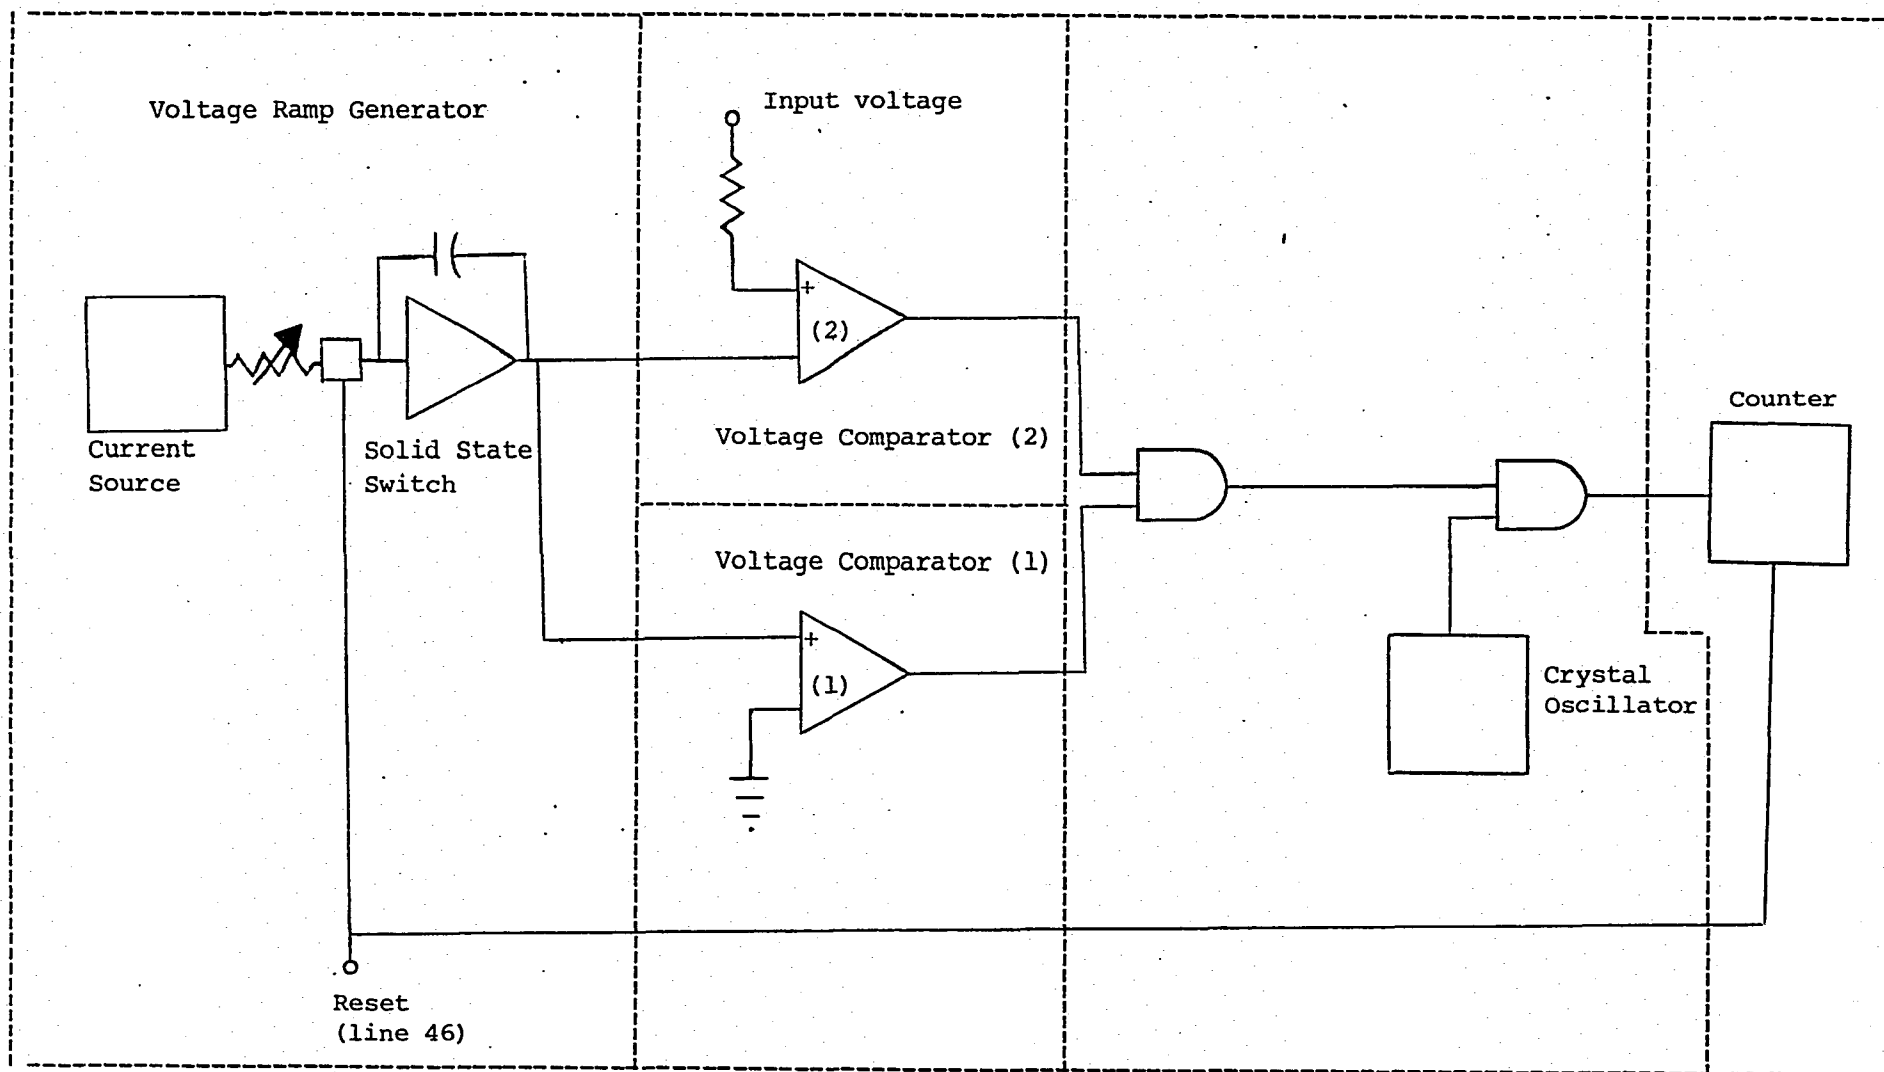 Voltage Ramp Generator
Input voltage
+
(2)
Current
Source
Solid State
Switch
Voltage Comparator (2)
Counter
Voltage Comparator (1)
+
(1)
Crystal
Oscillator
Reset
(line 46)